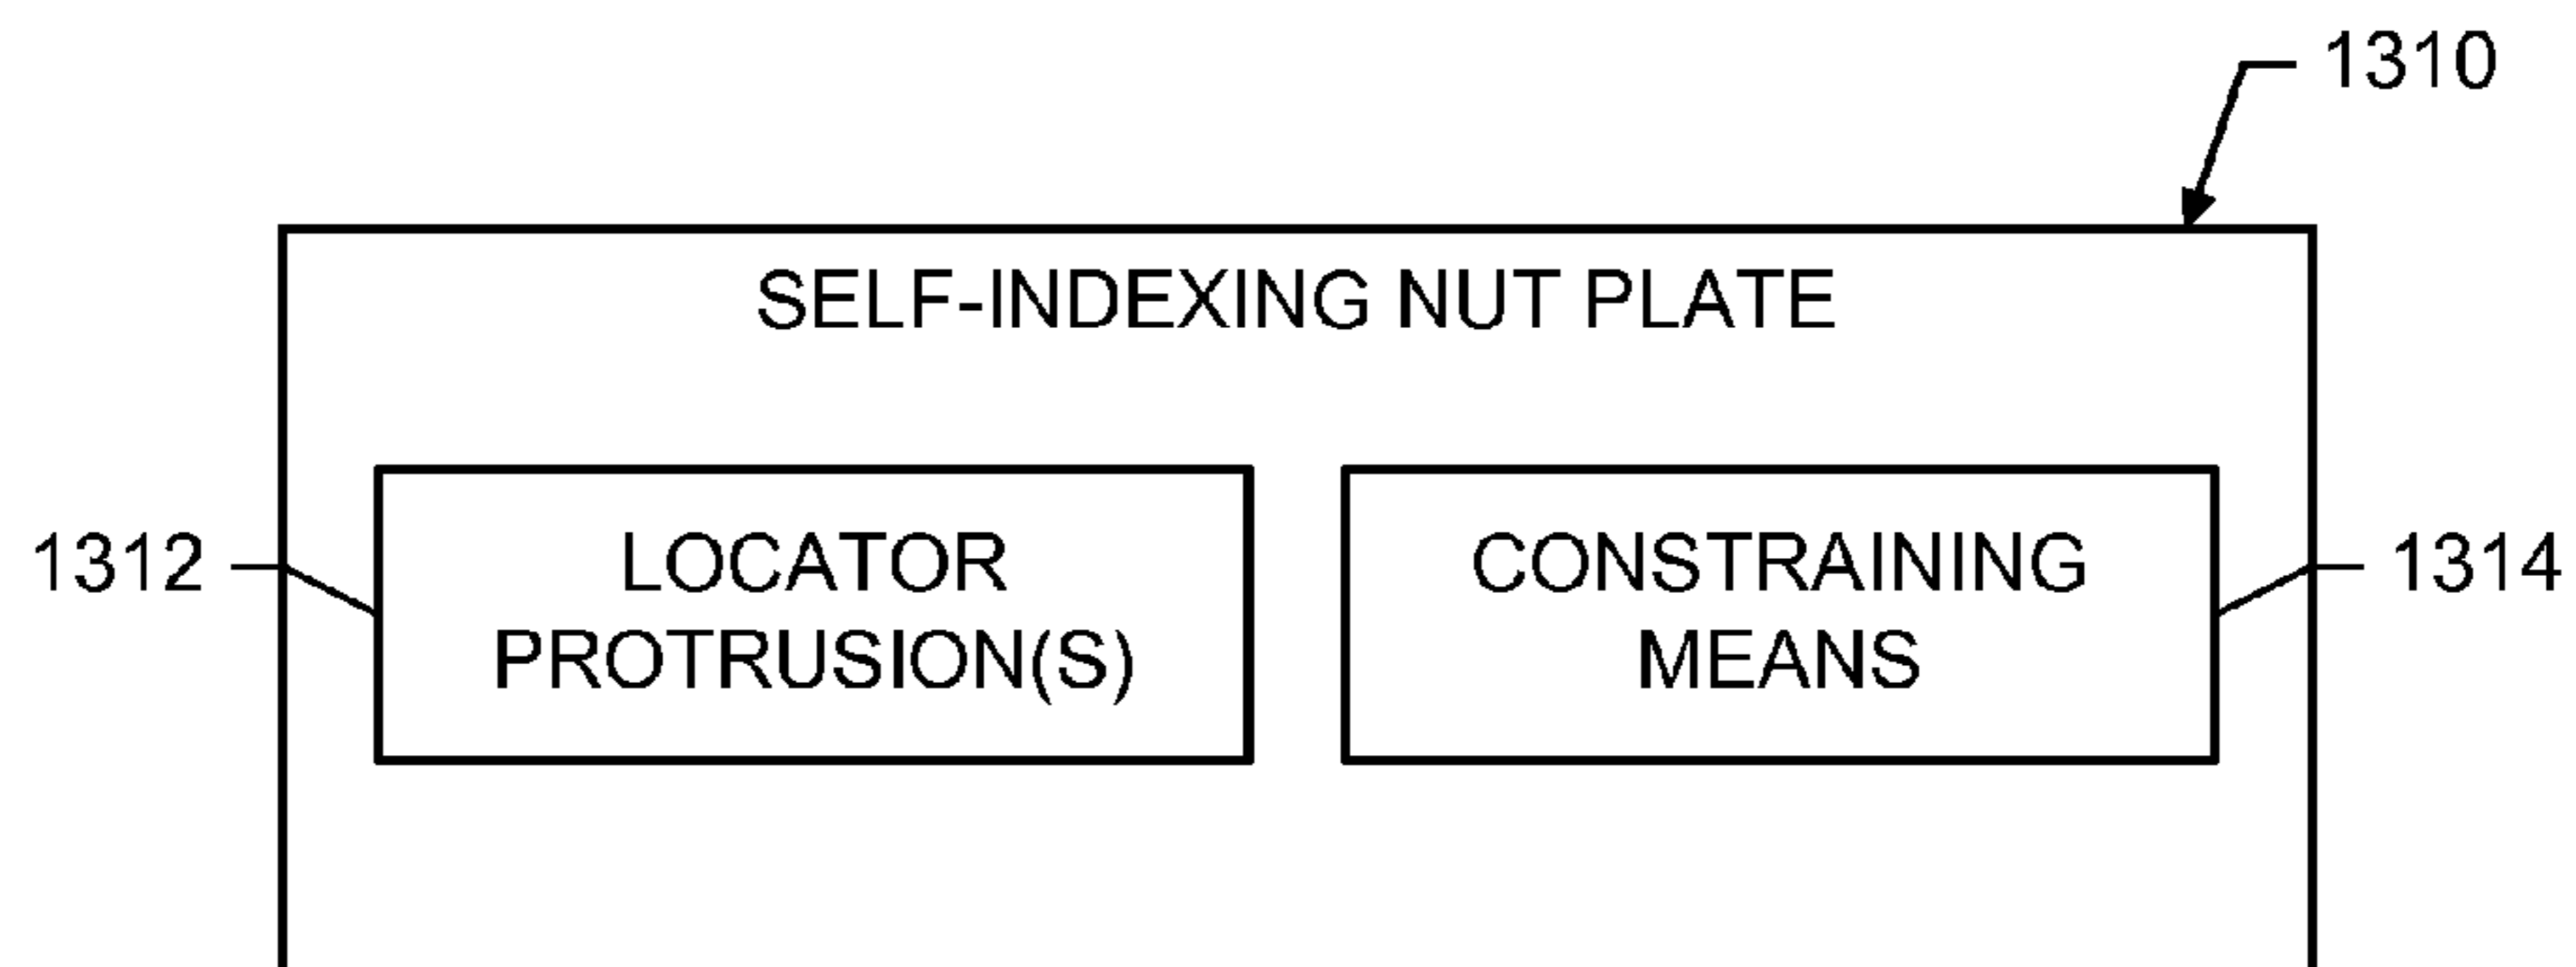 1310
SELF-INDEXING NUT PLATE
1312
LOCATOR
PROTRUSION(S)
CONSTRAINING
MEANS
1314